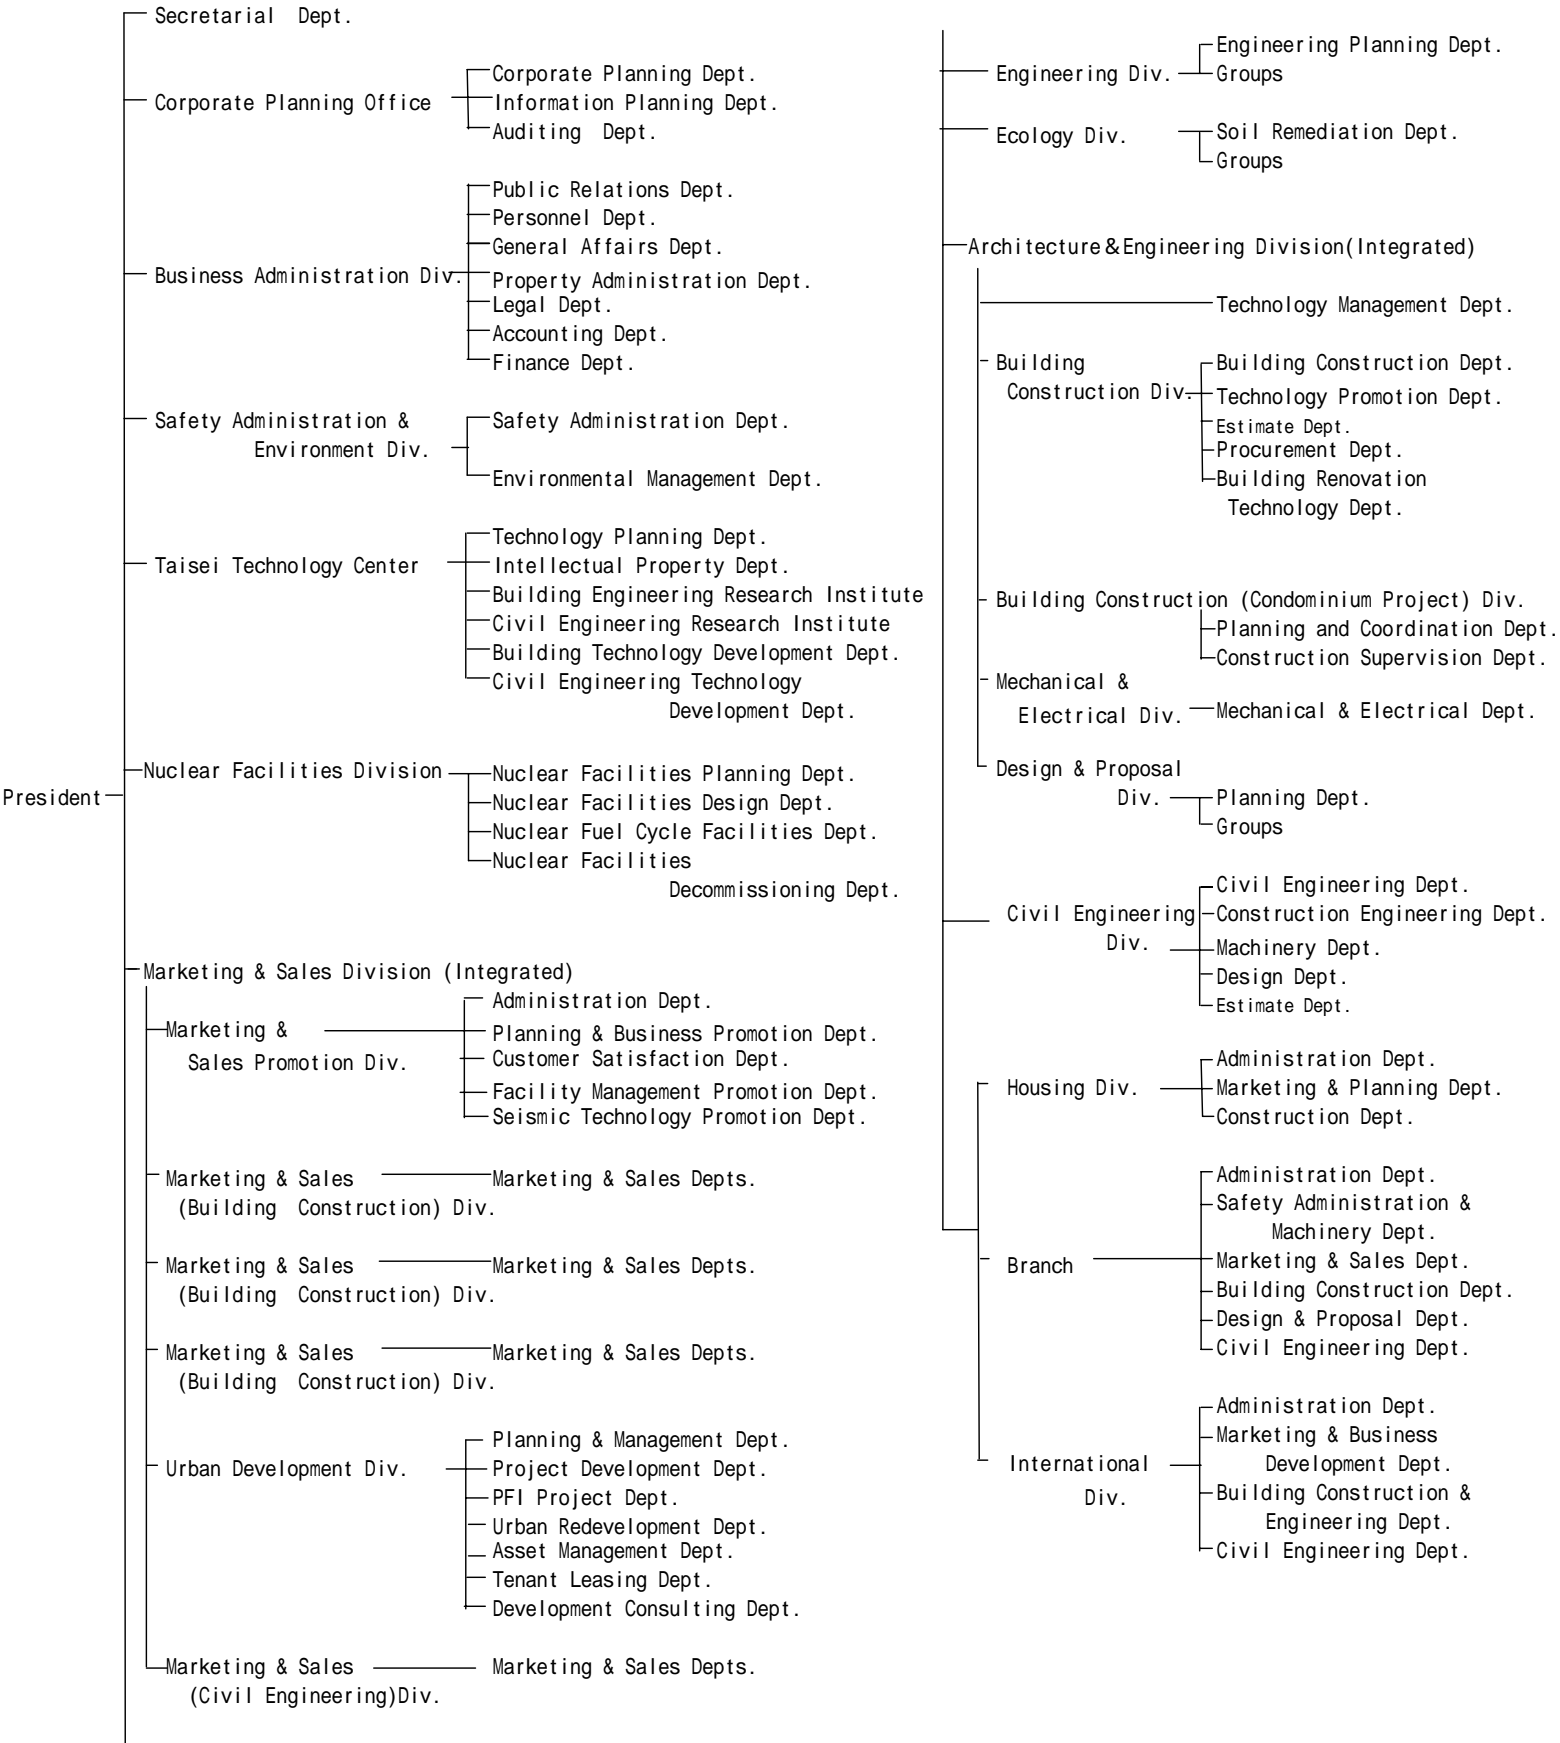 President
Secretarial Dept.
Corporate Planning Office
Corporate Planning Dept.
Information Planning Dept.
Auditing Dept.
Business Administration Div.
Public Relations Dept.
Personnel Dept.
General Affairs Dept.
Property Administration Dept.
Legal Dept.
Accounting Dept.
Finance Dept.
Safety Administration &
Environment Div.
Safety Administration Dept.
Environmental Management Dept.
Taisei Technology Center
Technology Planning Dept.
Intellectual Property Dept.
Building Engineering Research Institute
Civil Engineering Research Institute
Building Technology Development Dept.
Civil Engineering Technology
Development Dept.
Nuclear Facilities Division
Nuclear Facilities Planning Dept.
Nuclear Facilities Design Dept.
Nuclear Fuel Cycle Facilities Dept.
Nuclear Facilities
Decommissioning Dept.
Marketing & Sales Division (Integrated)
Marketing &
Sales Promotion Div.
Administration Dept.
Planning & Business Promotion Dept.
Customer Satisfaction Dept.
Facility Management Promotion Dept.
Seismic Technology Promotion Dept.
Marketing & Sales
(Building Construction) Div.
Marketing & Sales Depts.
Marketing & Sales
(Building Construction) Div.
Marketing & Sales Depts.
Marketing & Sales
(Building Construction) Div.
Marketing & Sales Depts.
Urban Development Div.
Planning & Management Dept.
Project Development Dept.
PFI Project Dept.
Urban Redevelopment Dept.
Asset Management Dept.
Tenant Leasing Dept.
Development Consulting Dept.
Marketing & Sales
(Civil Engineering)Div.
Marketing & Sales Depts.
Engineering Div.
Engineering Planning Dept.
Groups
Ecology Div.
Soil Remediation Dept.
Groups
Architecture&Engineering Division(Integrated)
Technology Management Dept.
Building
Construction Div.
Building Construction Dept.
Technology Promotion Dept.
Estimate Dept.
Procurement Dept.
Building Renovation
Technology Dept.
Building Construction (Condominium Project) Div.
Planning and Coordination Dept.
Construction Supervision Dept.
Mechanical &
Electrical Div.
Mechanical & Electrical Dept.
Design & Proposal
Div.
Planning Dept.
Groups
Civil Engineering
Div.
Civil Engineering Dept.
Construction Engineering Dept.
Machinery Dept.
Design Dept.
Estimate Dept.
Housing Div.
Administration Dept.
Marketing & Planning Dept.
Construction Dept.
Branch
Administration Dept.
Safety Administration &
Machinery Dept.
Marketing & Sales Dept.
Building Construction Dept.
Design & Proposal Dept.
Civil Engineering Dept.
International
Div.
Administration Dept.
Marketing & Business
Development Dept.
Building Construction &
Engineering Dept.
Civil Engineering Dept.